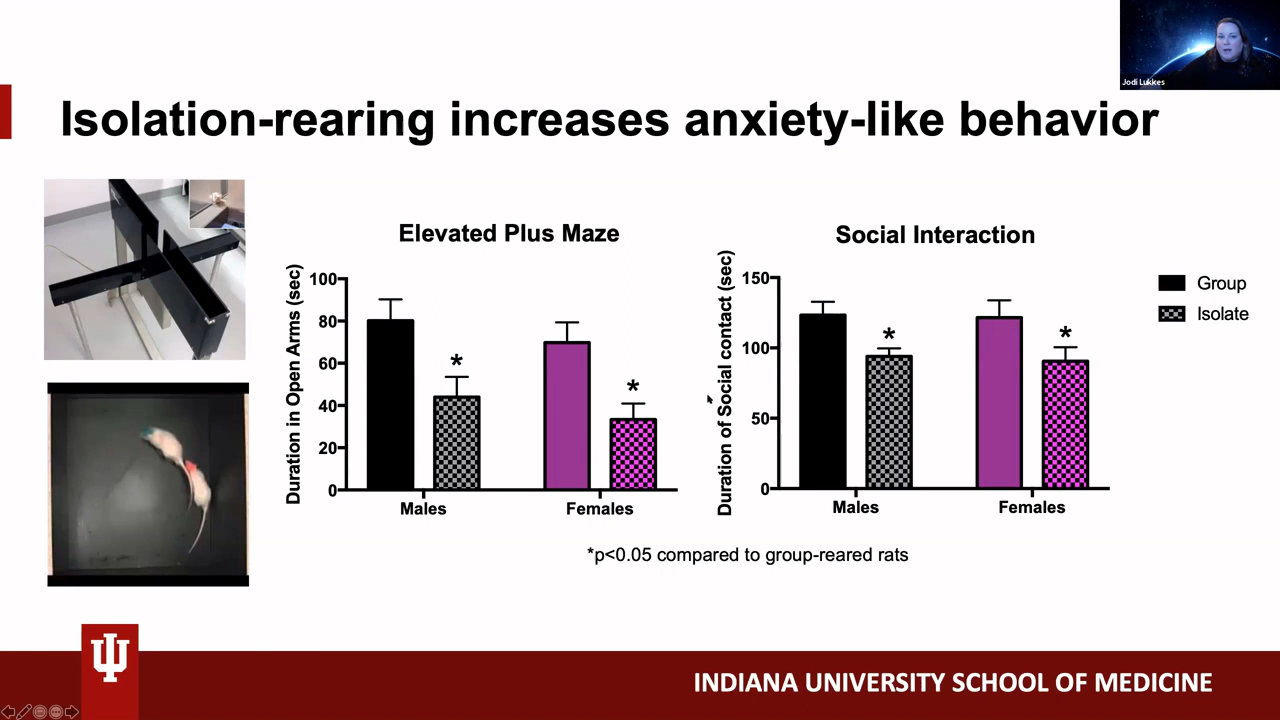 Jodi Lukkes
Isolation-rearing increases anxiety-like behavior
Elevated Plus Maze
Duration in Open Arms (sec)
100
80
60
40
20
0
*
*
Males
Females
Social Interaction
Duration of Social contact (sec)
150
100
50
0
*
*
Males
Females
Group
Isolate
*p<0.05 compared to group-reared rats
INDIANA UNIVERSITY SCHOOL OF MEDICINE